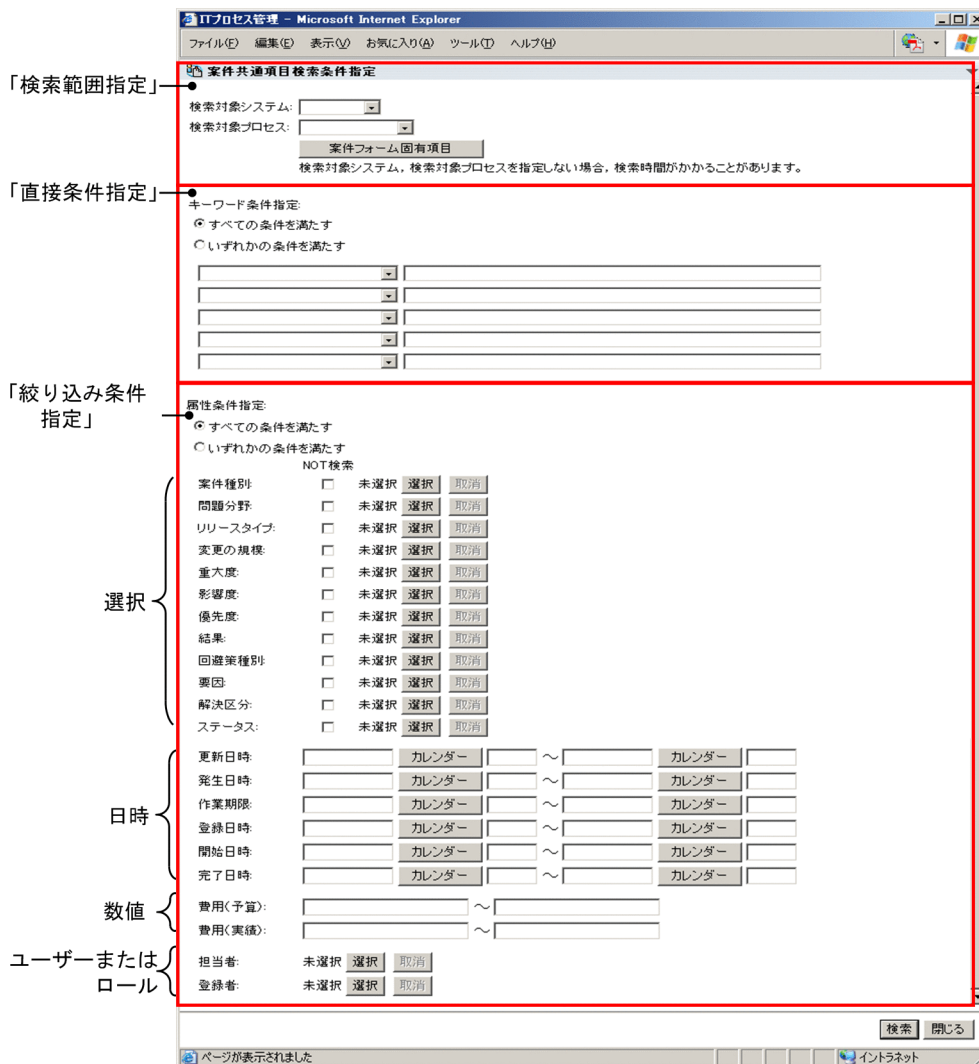 ITプロセス管理 - Microsoft Internet Explorer
ファイル(F) 編集(E) 表示(V) お気に入り(A) ツール(T) ヘルプ(H)
案件共通項目検索条件指定
「検索範囲指定」
検索対象システム:
検索対象プロセス:
案件フォーム固有項目
検索対象システム，検索対象プロセスを指定しない場合，検索時間がかかることがあります。
「直接条件指定」
キーワード条件指定:
すべての条件を満たす
いずれかの条件を満たす
「絞り込み条件
指定」
属性条件指定:
すべての条件を満たす
いずれかの条件を満たす
NOT検索
選択
案件種別: 未選択 選択 取消
問題分野: 未選択 選択 取消
リリースタイプ: 未選択 選択 取消
変更の規模: 未選択 選択 取消
重大度: 未選択 選択 取消
影響度: 未選択 選択 取消
優先度: 未選択 選択 取消
結果: 未選択 選択 取消
回避策種別: 未選択 選択 取消
要因: 未選択 選択 取消
解決区分: 未選択 選択 取消
ステータス: 未選択 選択 取消
日時
更新日時: カレンダー ～ カレンダー
発生日時: カレンダー ～ カレンダー
作業期限: カレンダー ～ カレンダー
登録日時: カレンダー ～ カレンダー
開始日時: カレンダー ～ カレンダー
完了日時: カレンダー ～ カレンダー
数値
費用(予算): ～
費用(実績): ～
ユーザーまたは
ロール
担当者: 未選択 選択 取消
登録者: 未選択 選択 取消
検索 閉じる
ページが表示されました イントラネット